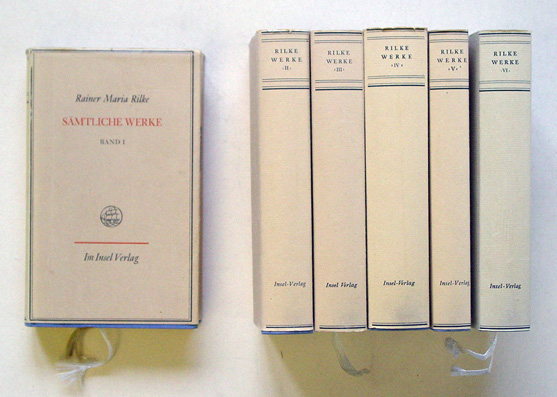 Rainer Maria Rilke
SÄMTLICHE WERKE
BAND I
Im Insel Verlag
RILKE
WERKE
·II·
Insel-Verlag
RILKE
WERKE
·III·
Insel Verlag
RILKE
WERKE
·IV·
Insel-Verlag
RILKE
WERKE
·V·
Insel-Verlag
RILKE
WERKE
·VI·
Insel-Verlag